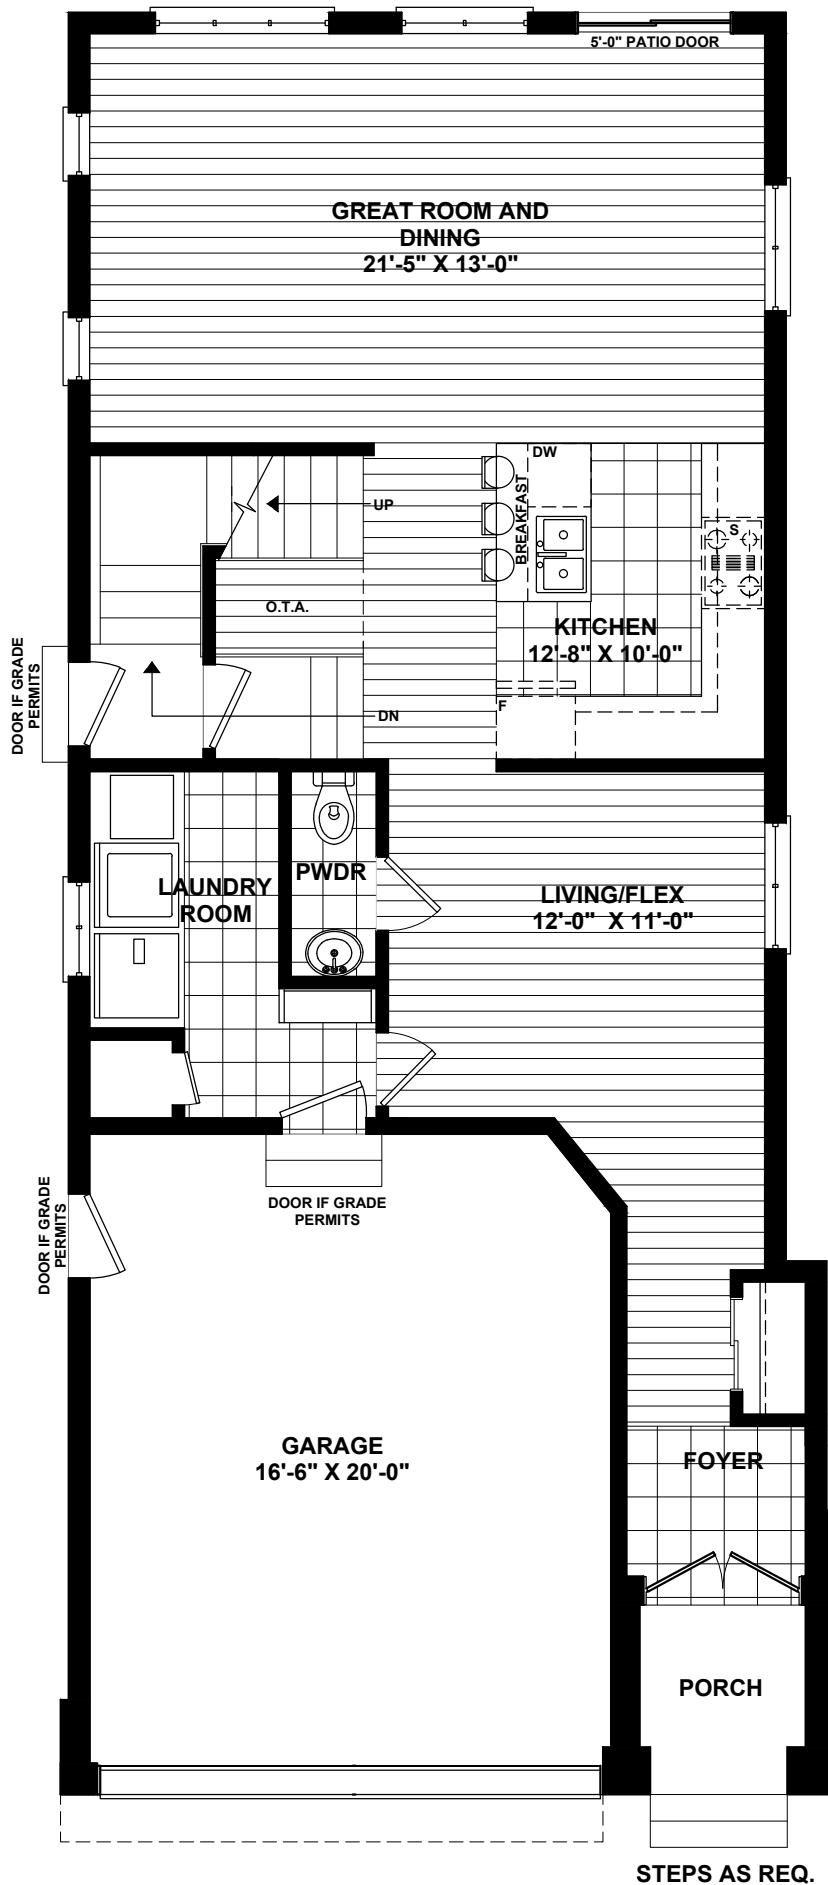 5'-0" PATIO DOOR
GREAT ROOM AND
DINING
21'-5" X 13'-0"
DW
BREAKFAST
UP
S
O.T.A.
KITCHEN
12'-8" X 10'-0"
DOOR IF GRADE
PERMITS
F
DN
PWDR
LAUNDRY
ROOM
LIVING/FLEX
12'-0" X 11'-0"
DOOR IF GRADE
PERMITS
DOOR IF GRADE
PERMITS
GARAGE
16'-6" X 20'-0"
FOYER
PORCH
STEPS AS REQ.